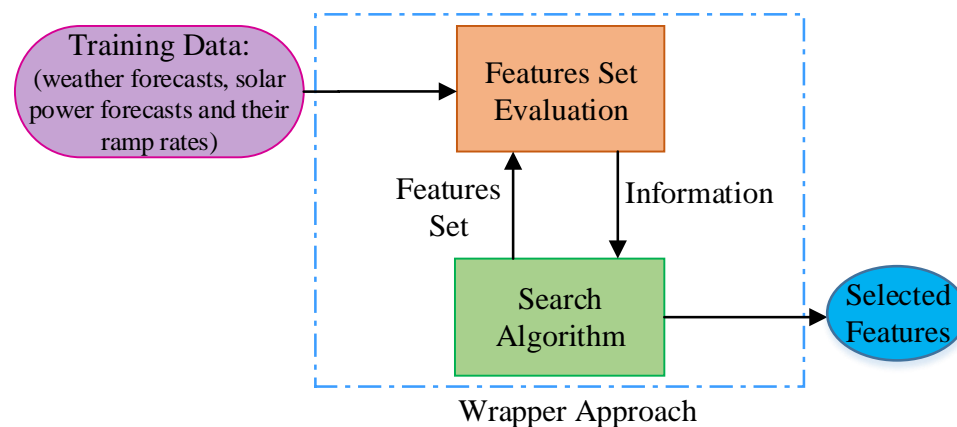 Training Data:
(weather forecasts, solar
power forecasts and their
ramp rates)
Features Set
Evaluation
Features
Set
Information
Search
Algorithm
Selected
Features
Wrapper Approach